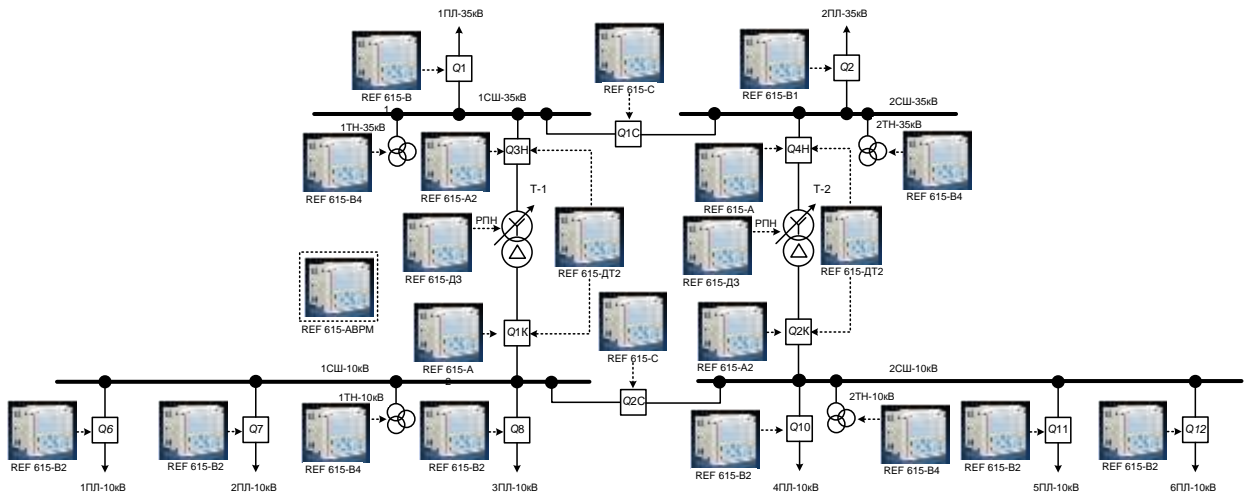 1ПЛ-35кВ
2ПЛ-35кВ
Q1
Q2
REF 615-В
1
REF 615-С
REF 615-В1
1СШ-35кВ
2СШ-35кВ
1ТН-35кВ
Q1С
2ТН-35кВ
Q3Н
Q4Н
REF 615-В4
REF 615-А2
REF 615-А
REF 615-В4
Т-1
Т-2
РПН
РПН
REF 615-ДЗ
REF 615-ДТ2
REF 615-ДЗ
REF 615-ДТ2
REF 615-АВРМ
Q1К
Q2К
REF 615-А
2
REF 615-С
REF 615-А2
1СШ-10кВ
2СШ-10кВ
1ТН-10кВ
Q2С
2ТН-10кВ
Q6
Q7
Q8
Q10
Q11
Q12
REF 615-В2
REF 615-В2
REF 615-В4
REF 615-В2
REF 615-В2
REF 615-В4
REF 615-В2
REF 615-В2
1ПЛ-10кВ
2ПЛ-10кВ
3ПЛ-10кВ
4ПЛ-10кВ
5ПЛ-10кВ
6ПЛ-10кВ